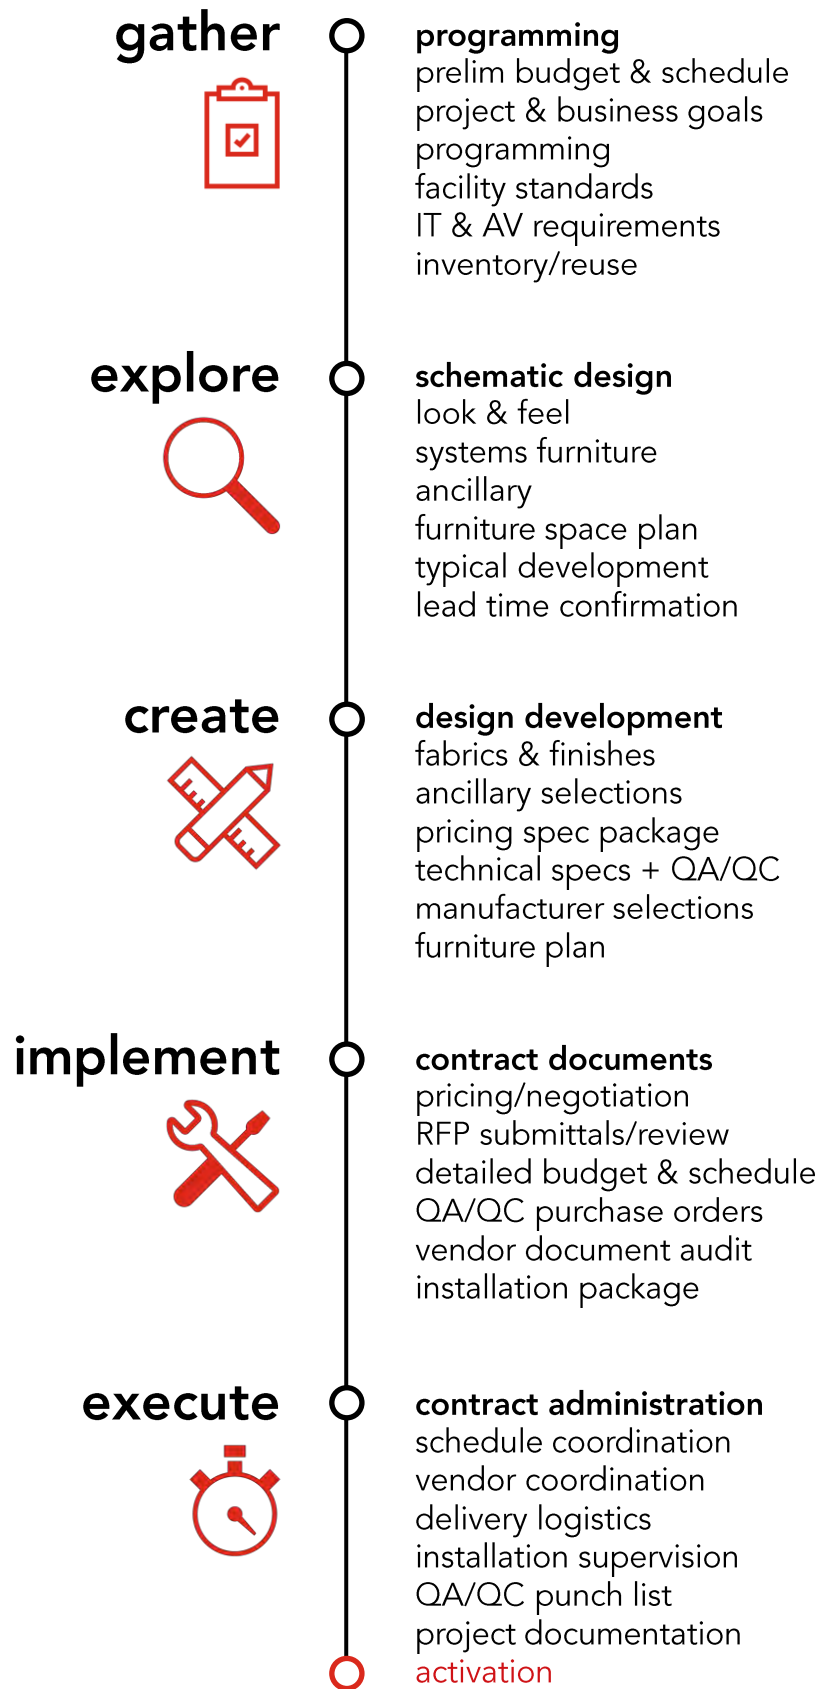 gather
programming
prelim budget & schedule
project & business goals
programming
facility standards
IT & AV requirements
inventory/reuse
explore
schematic design
look & feel
systems furniture
ancillary
furniture space plan
typical development
lead time confirmation
create
design development
fabrics & finishes
ancillary selections
pricing spec package
technical specs + QA/QC
manufacturer selections
furniture plan
implement
contract documents
pricing/negotiation
RFP submittals/review
detailed budget & schedule
QA/QC purchase orders
vendor document audit
installation package
execute
contract administration
schedule coordination
vendor coordination
delivery logistics
installation supervision
QA/QC punch list
project documentation
activation